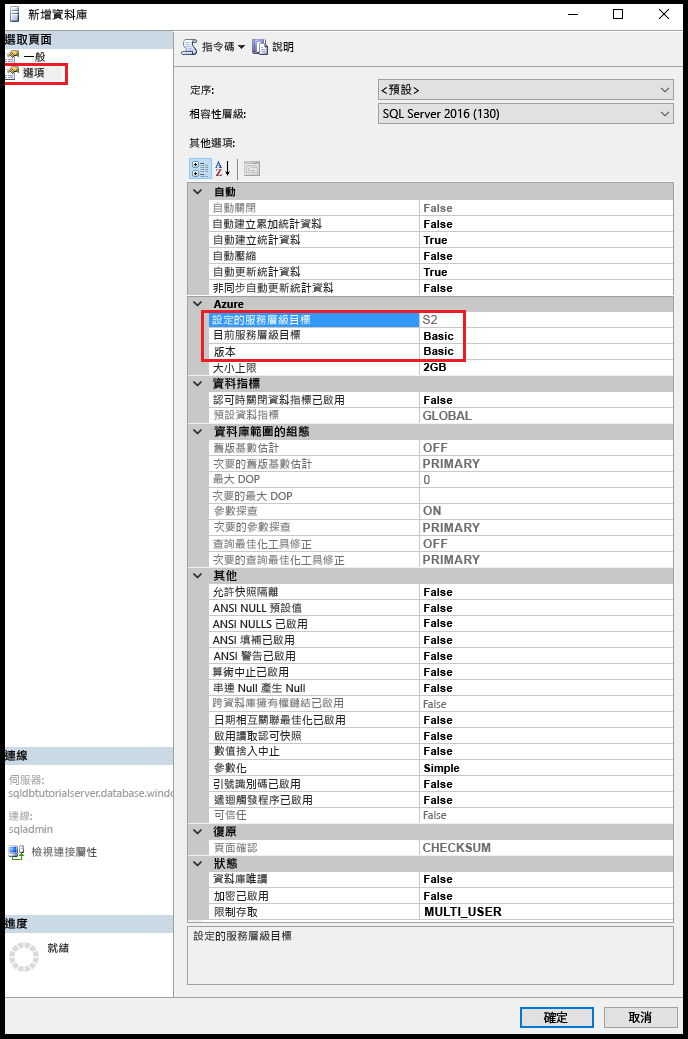 新增資料庫
選取頁面
一般
選項
指令碼
說明
定序:
<預設>
相容性層級:
SQL Server 2016 (130)
其他選項:
自動
自動關閉 False
自動建立累加統計資料 False
自動建立統計資料 True
自動壓縮 False
自動更新統計資料 True
非同步自動更新統計資料 False
Azure
設定的服務層級目標 S2
目前服務層級目標 Basic
版本 Basic
大小上限 2GB
資料指標
認可時關閉資料指標已啟用 False
預設資料指標 GLOBAL
資料庫範圍的組態
舊版基數估計 OFF
次要的舊版基數估計 PRIMARY
最大 DOP 0
次要的最大 DOP
參數探查 ON
次要的參數探查 PRIMARY
查詢最佳化工具修正 OFF
次要的查詢最佳化工具修正 PRIMARY
其他
允許快照隔離 False
ANSI NULL 預設值 False
ANSI NULLS 已啟用 False
ANSI 填補已啟用 False
ANSI 警告已啟用 False
算術中止已啟用 False
串連 Null 產生 Null False
跨資料庫擁有權鏈結已啟用 False
日期相互關聯最佳化已啟用 False
啟用讀取認可快照 False
數值捨入中止 False
參數化 Simple
引號識別碼已啟用 False
遞迴觸發程序已啟用 False
可信任 False
復原
頁面確認 CHECKSUM
狀態
資料庫唯讀 False
加密已啟用 False
限制存取 MULTI_USER
設定的服務層級目標
連線
伺服器:
sqldbtutorialserver.database.windo
連線:
sqladmin
檢視連接屬性
進度
就緒
確定
取消